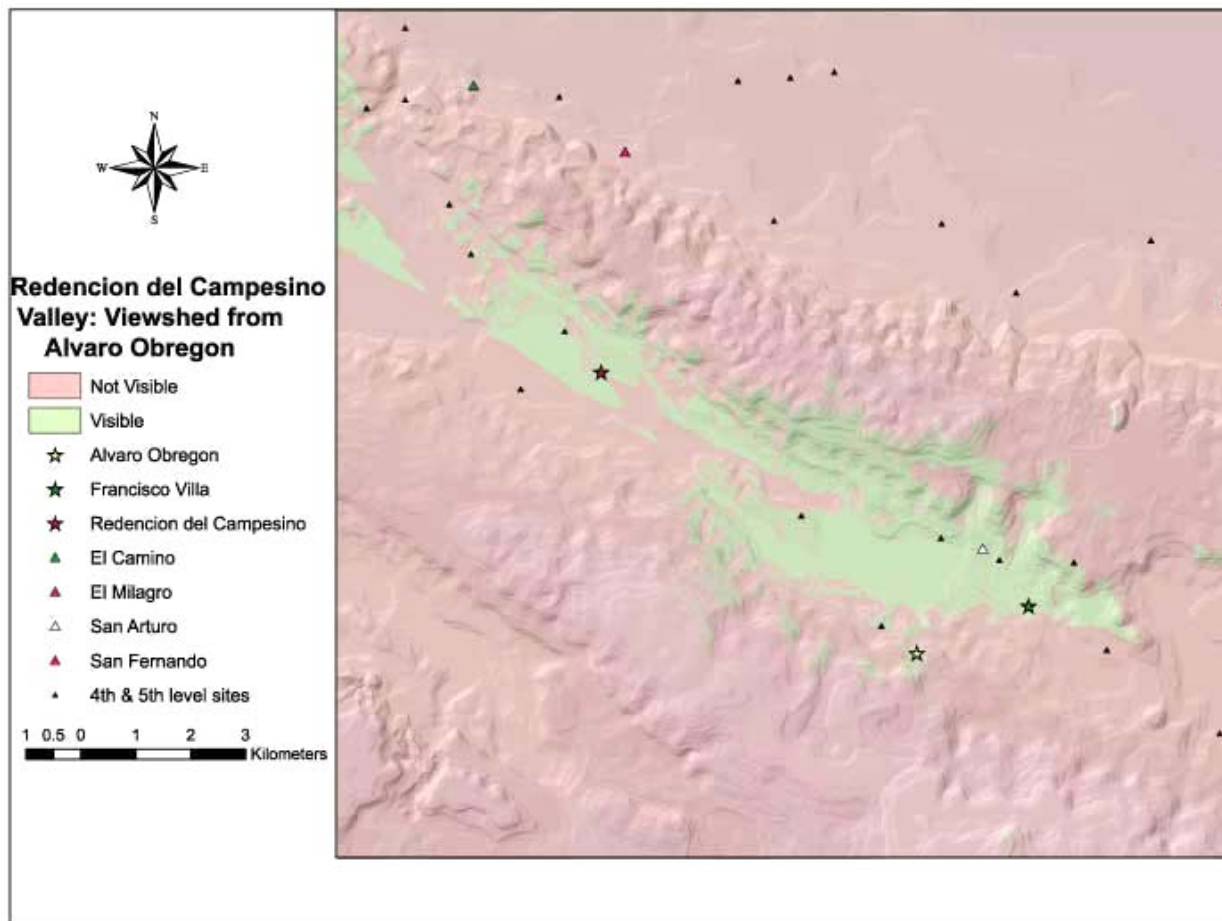 N
W E
S
Redencion del Campesino
Valley: Viewshed from
Alvaro Obregon
Not Visible
Visible
Alvaro Obregon
Francisco Villa
Redencion del Campesino
El Camino
El Milagro
San Arturo
San Fernando
4th & 5th level sites
1 0.5 0 1 2 3
Kilometers